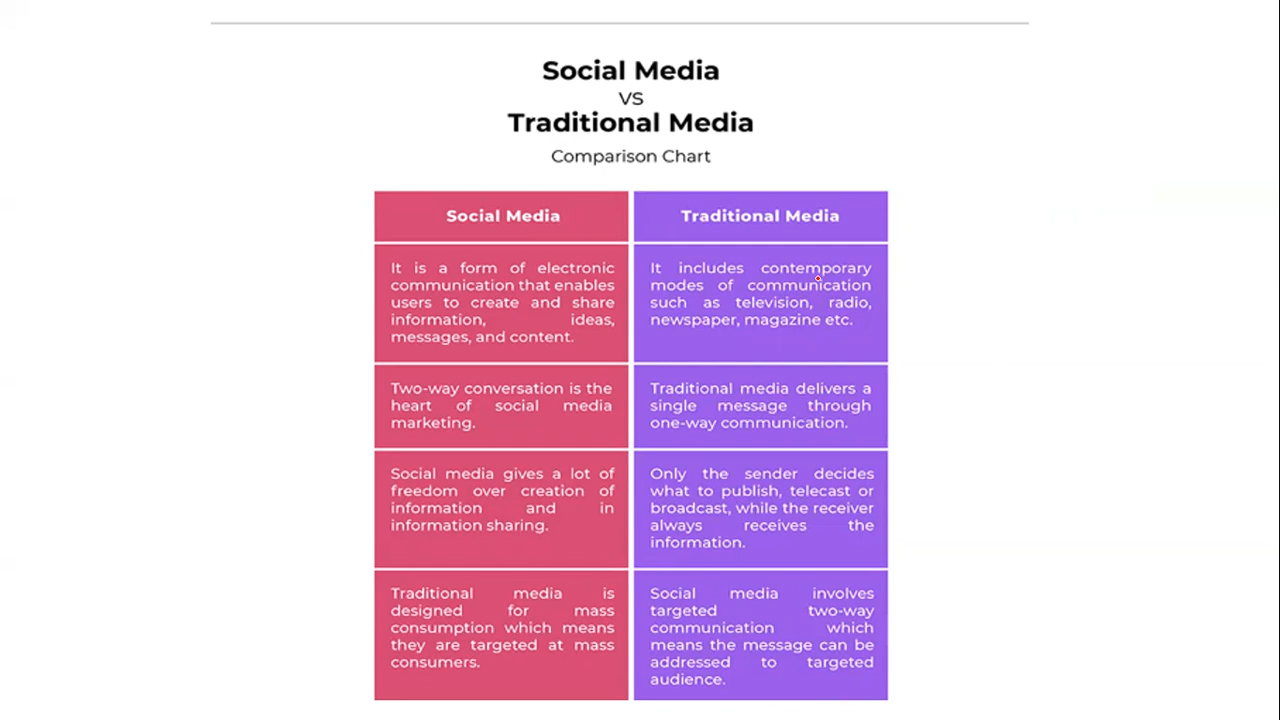 Social Media
VS
Traditional Media
Comparison Chart
Social Media
Traditional Media
It is a form of electronic
communication that enables
users to create and share
information, ideas,
messages, and content.
It includes contemporary
modes of communication
such as television, radio,
newspaper, magazine etc.
Two-way conversation is the
heart of social media
marketing.
Traditional media delivers a
single message through
one-way communication.
Social media gives a lot of
freedom over creation of
information and in
information sharing.
Only the sender decides
what to publish, telecast or
broadcast, while the receiver
always receives the
information.
Traditional media is
designed for mass
consumption which means
they are targeted at mass
consumers.
Social media involves
targeted two-way
communication which
means the message can be
addressed to targeted
audience.